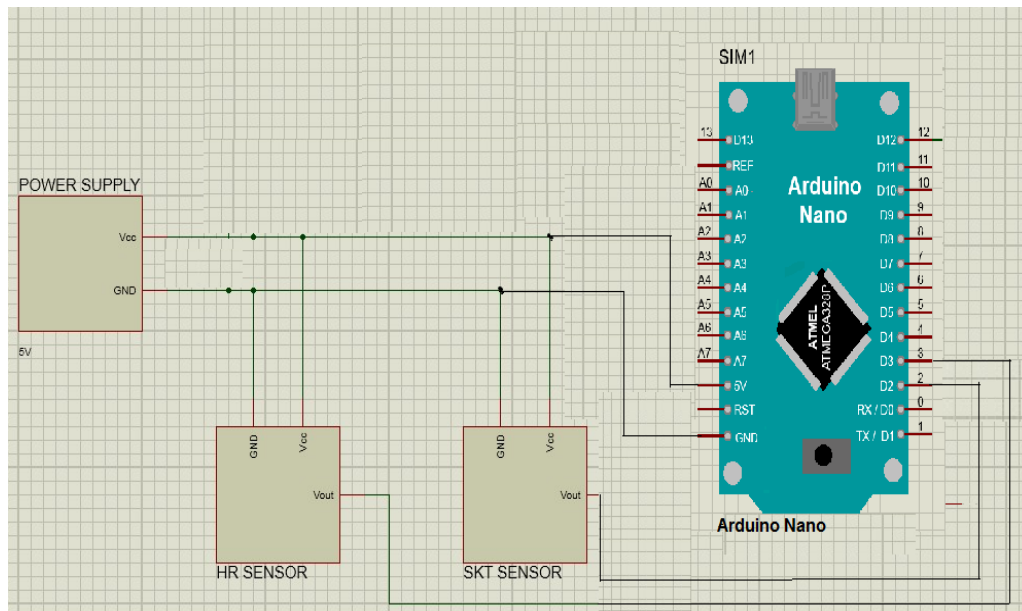 SIM1
POWER SUPPLY
Vcc
GND
5V
GND
Vcc
Vout
HR SENSOR
GND
Vcc
Vout
SKT SENSOR
13
D13
REF
A0
A0
A1
A1
A2
A2
A3
A3
A4
A4
A5
A5
A6
A6
A7
A7
5V
RST
GND
Arduino
Nano
ATMEL
ATMEGA328P
D12
12
D11
11
D10
10
D9
9
D8
8
D7
7
D6
6
D5
5
D4
4
D3
3
D2
2
RX / D0
0
TX / D1
1
Arduino Nano